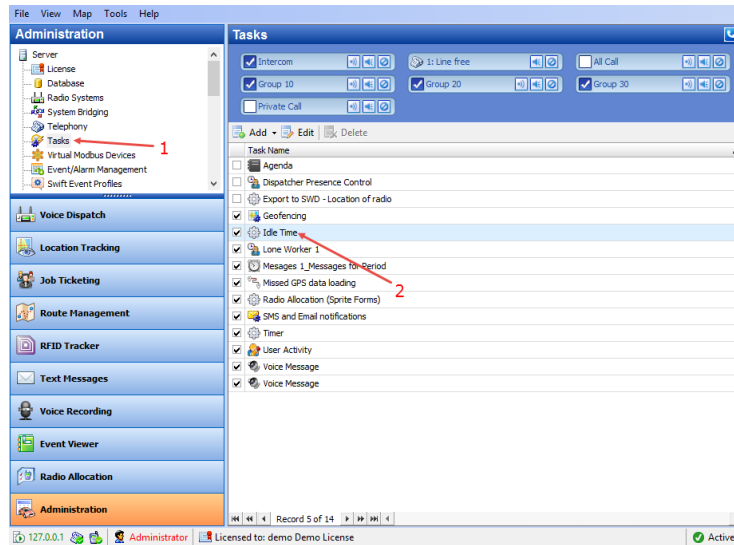 File View Map Tools Help
Administration
Server
License
Database
Radio Systems
System Bridging
Telephony
Tasks
1
Virtual Modbus Devices
Event/Alarm Management
Swift Event Profiles
Voice Dispatch
Location Tracking
Job Ticketing
Route Management
RFID Tracker
Text Messages
Voice Recording
Event Viewer
Radio Allocation
Administration
Tasks
Intercom 1: Line free All Call
Group 10 Group 20 Group 30
Private Call
Add Edit Delete
Task Name
Agenda
Dispatcher Presence Control
Export to SWD - Location of radio
Geofencing
Idle Time
Lone Worker 1
Mesages 1_Messages for Period
Missed GPS data loading
2
Radio Allocation (Sprite Forms)
SMS and Email notifications
Timer
User Activity
Voice Message
Voice Message
Record 5 of 14
127.0.0.1 Administrator Licensed to: demo Demo License Active